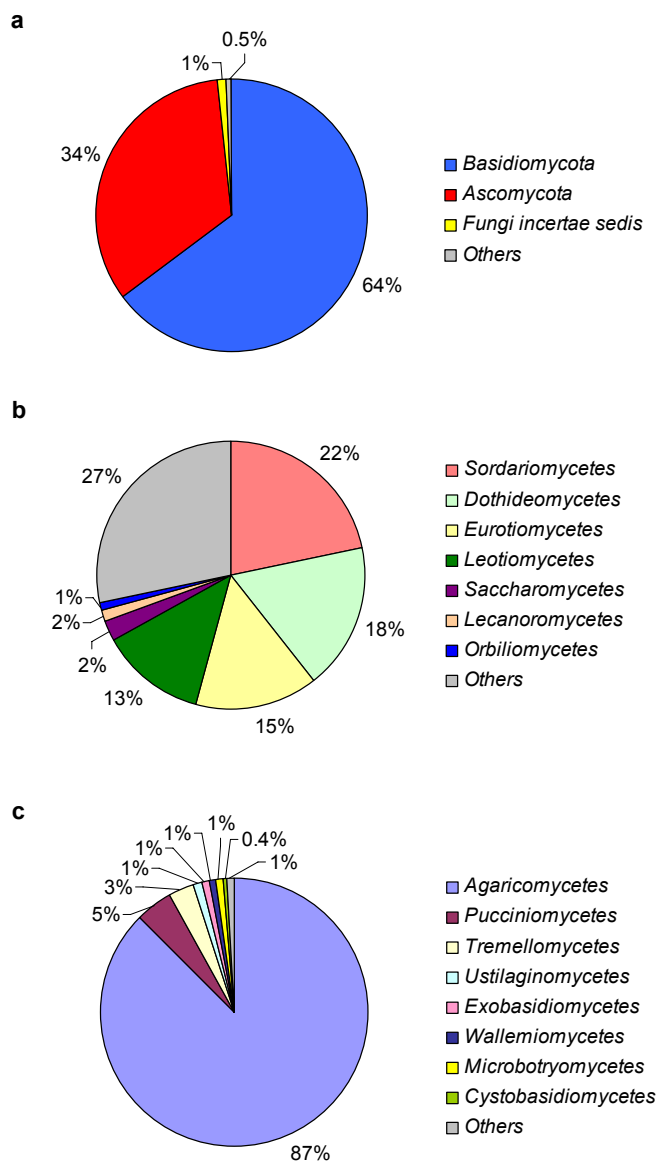 a
0.5%
1%
34%
64%
Basidiomycota
Ascomycota
Fungi incertae sedis
Others
b
22%
27%
1%
2%
2%
13%
15%
18%
Sordariomycetes
Dothideomycetes
Eurotiomycetes
Leotiomycetes
Saccharomycetes
Lecanoromycetes
Orbiliomycetes
Others
c
1%
1%
0.4%
1%
1%
1%
3%
5%
87%
Agaricomycetes
Pucciniomycetes
Tremellomycetes
Ustilaginomycetes
Exobasidiomycetes
Wallemiomycetes
Microbotryomycetes
Cystobasidiomycetes
Others